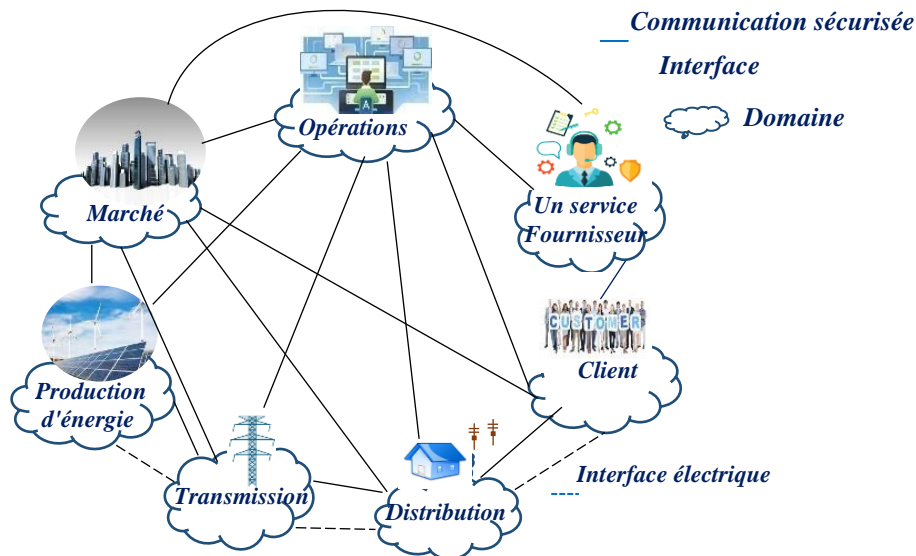 Communication sécurisée
Interface
Domaine
Opérations
A
Marché
Un service
Fournisseur
CUSTOMER
Client
Production
d'énergie
Transmission
Distribution
Interface électrique